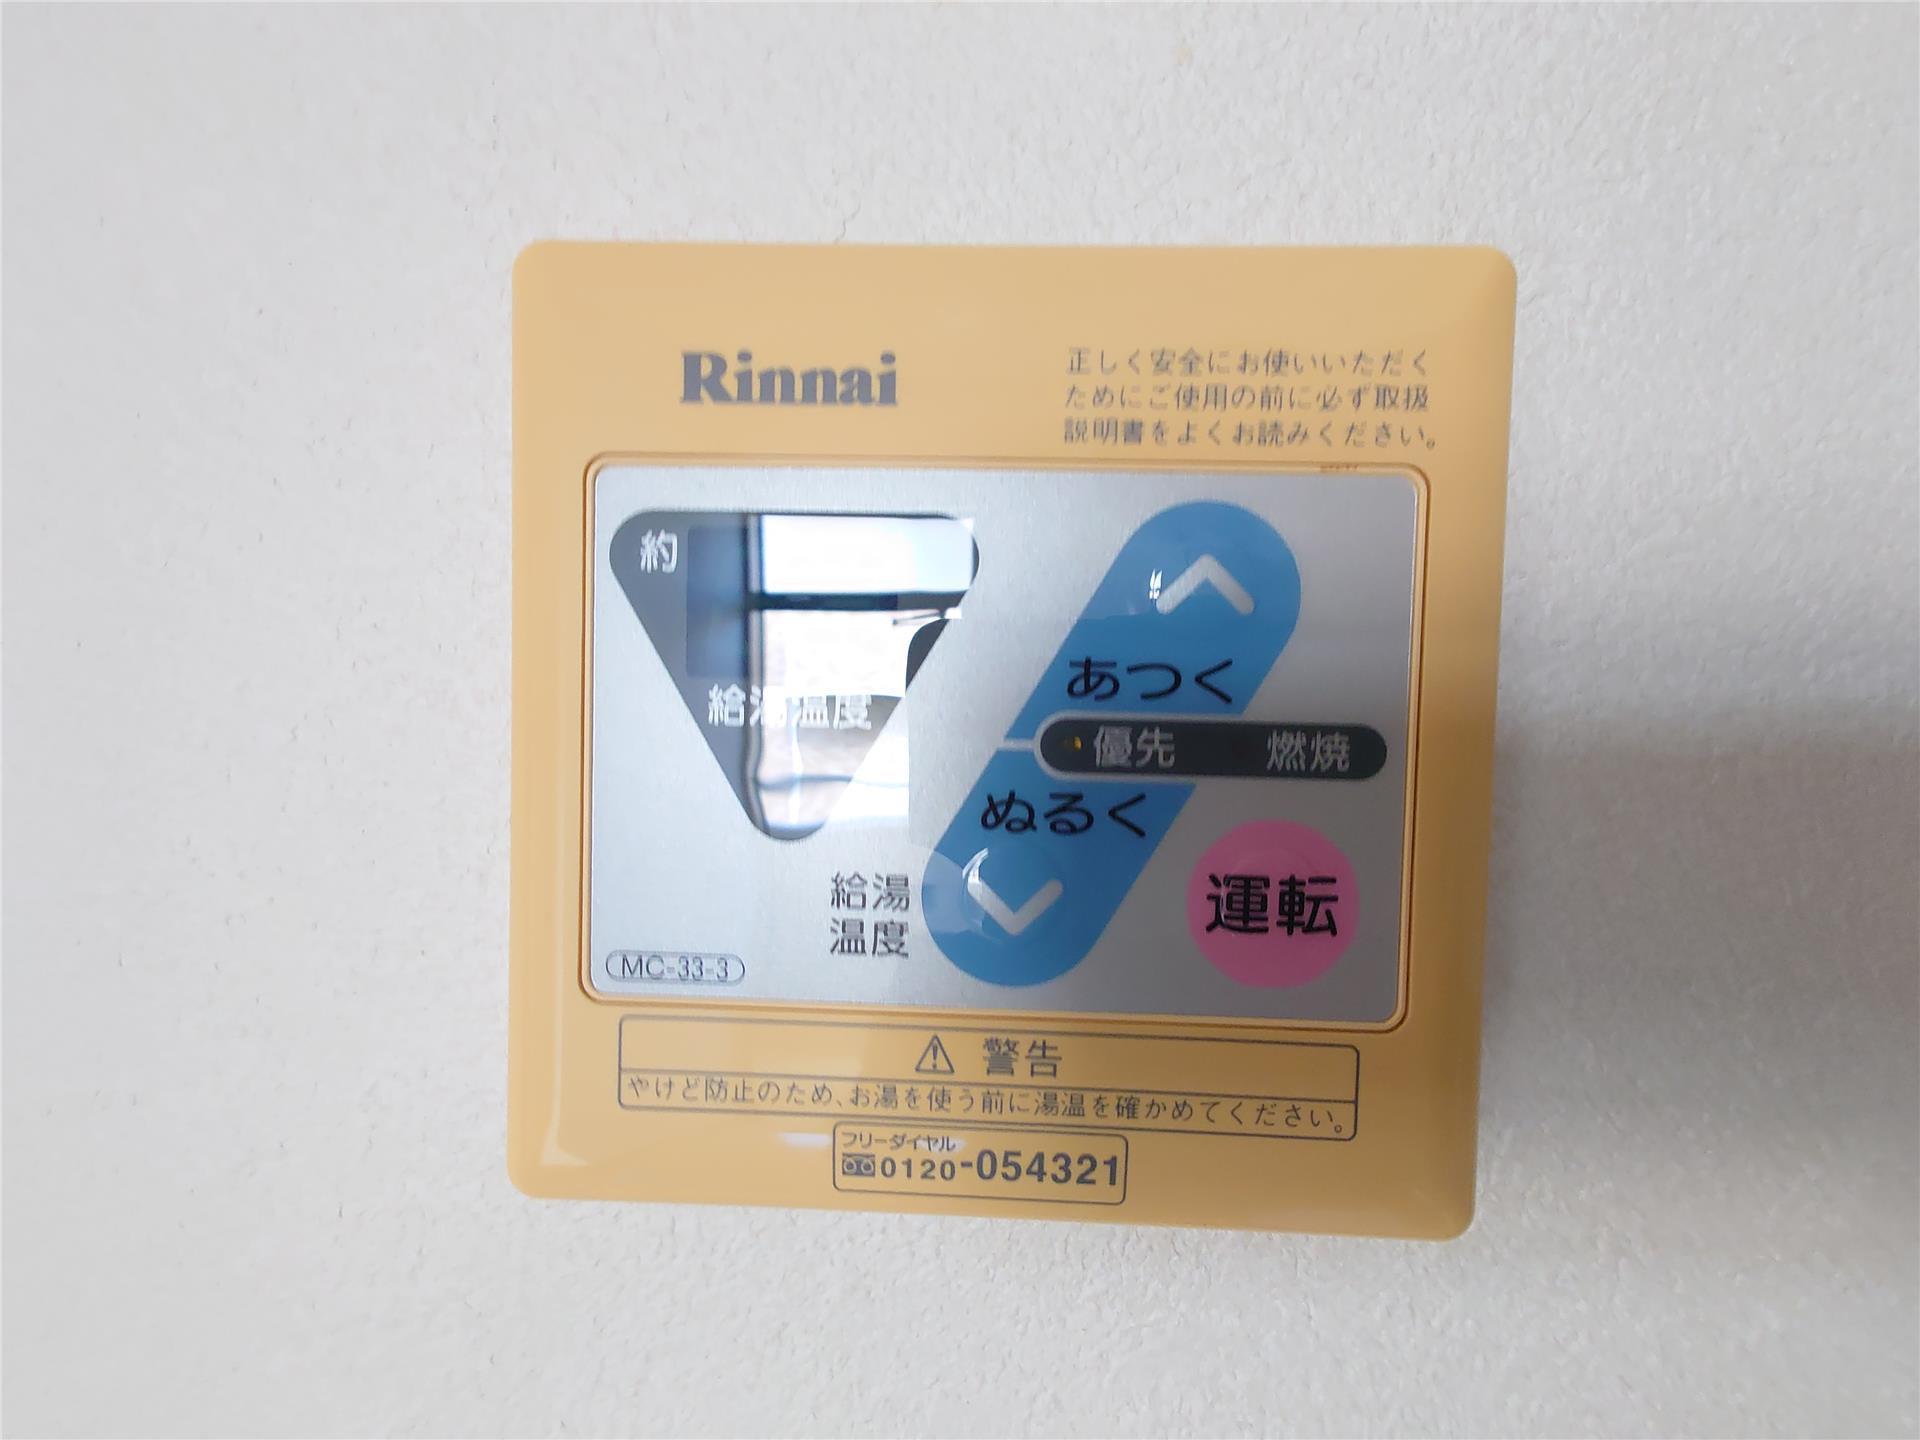 Rinnai
正しく安全にお使いいただく
ためにご使用の前に必ず取扱
説明書をよくお読みください。
約
給湯温度
あつく
優先 燃焼
ぬるく
給湯
温度
運転
MC-33-3
⚠ 警告
やけど防止のため、お湯を使う前に湯温を確かめてください。
フリーダイヤル
0120-054321